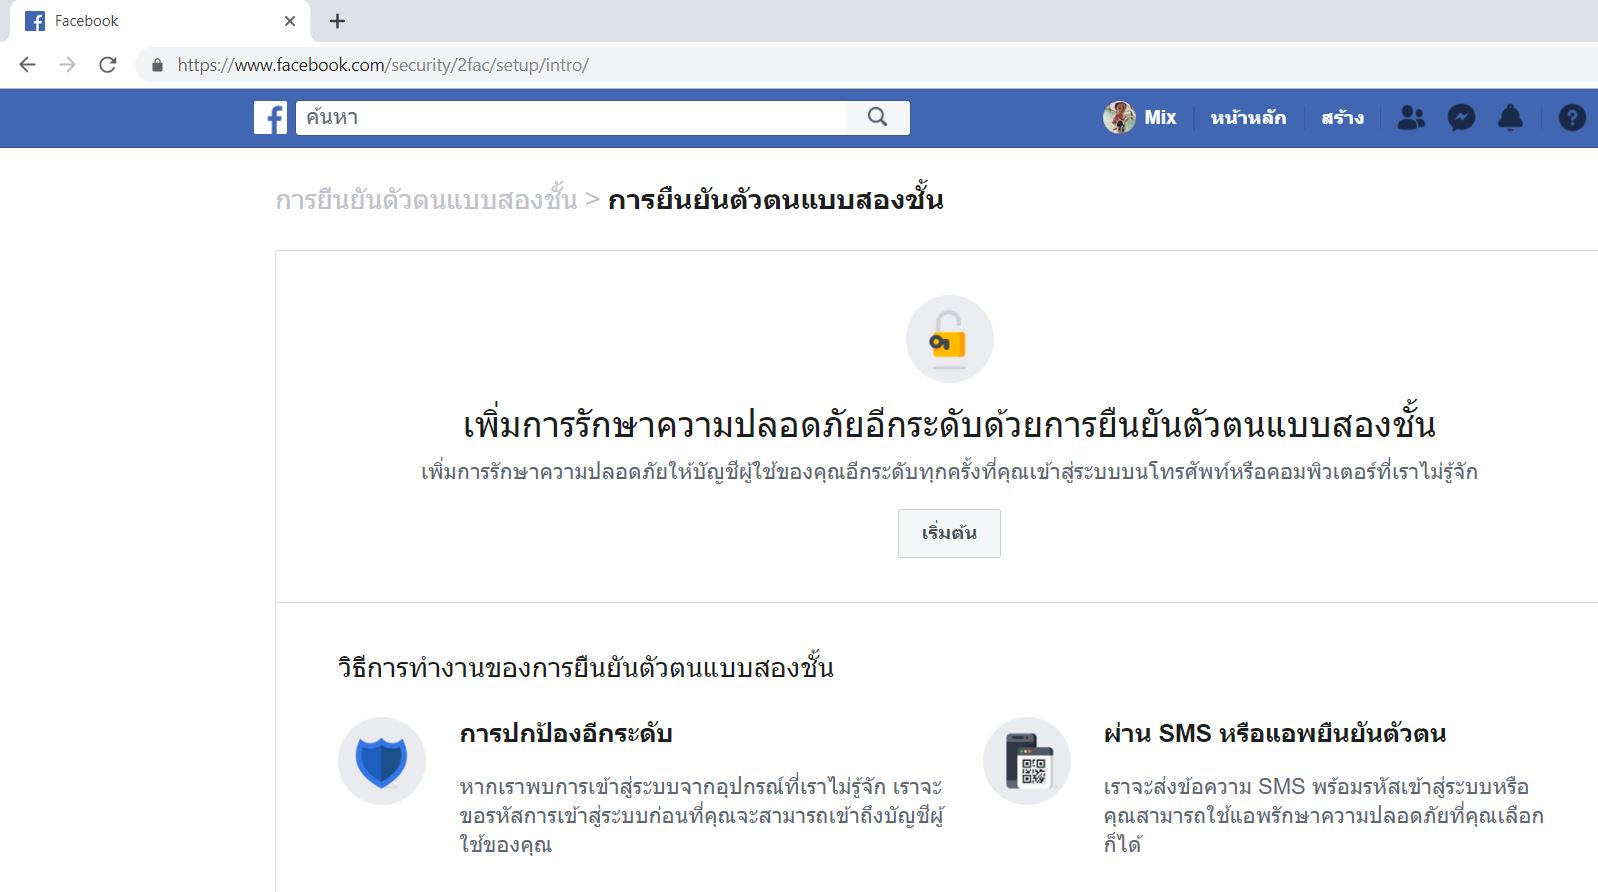 Facebook
https://www.facebook.com/security/2fac/setup/intro/
ค้นหา
Mix
หน้าหลัก
สร้าง
การยืนยันตัวตนแบบสองชั้น > การยืนยันตัวตนแบบสองชั้น
เพิ่มการรักษาความปลอดภัยอีกระดับด้วยการยืนยันตัวตนแบบสองชั้น
เพิ่มการรักษาความปลอดภัยให้บัญชีผู้ใช้ของคุณอีกระดับทุกครั้งที่คุณเข้าสู่ระบบบนโทรศัพท์หรือคอมพิวเตอร์ที่เราไม่รู้จัก
เริ่มต้น
วิธีการทำงานของการยืนยันตัวตนแบบสองชั้น
การปกป้องอีกระดับ
หากเราพบการเข้าสู่ระบบจากอุปกรณ์ที่เราไม่รู้จัก เราจะ
ขอรหัสการเข้าสู่ระบบก่อนที่คุณจะสามารถเข้าถึงบัญชีผู้
ใช้ของคุณ
ผ่าน SMS หรือแอพยืนยันตัวตน
เราจะส่งข้อความ SMS พร้อมรหัสเข้าสู่ระบบหรือ
คุณสามารถใช้แอพรักษาความปลอดภัยที่คุณเลือก
ก็ได้